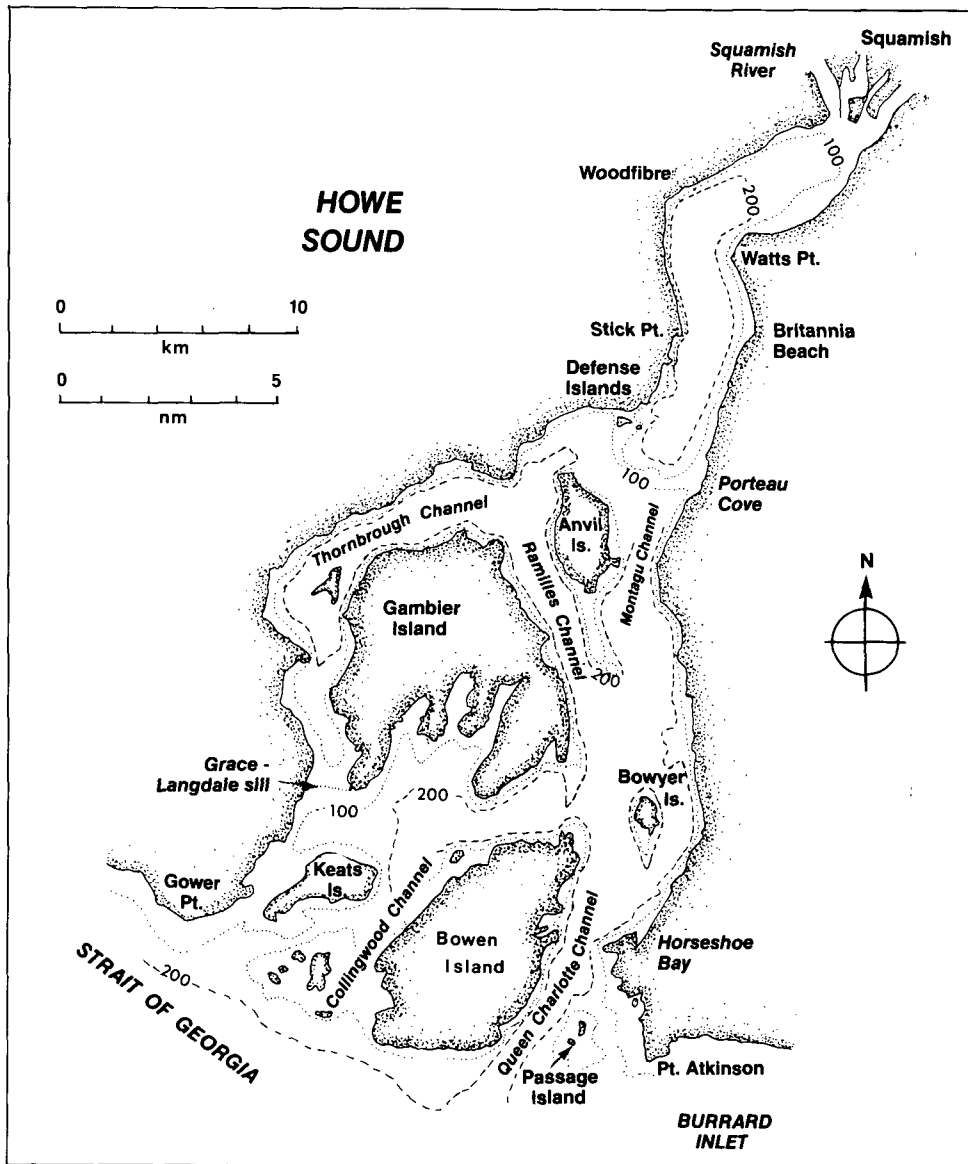 Squamish
River
Squamish
100
Woodfibre
200
HOWE
SOUND
Watts Pt.
0 10
km
0 5
nm
Stick Pt.
Britannia
Beach
Defense
Islands
100
Porteau
Cove
Thornbrough Channel
Anvil
Is.
Ramilles Channel
Montagu Channel
N
Gambier
Island
200
Grace -
Langdale sill
100
200
Bowyer
Is.
Gower
Pt.
Keats
Is.
Collingwood Channel
Bowen
Island
Queen Charlotte Channel
Horseshoe
Bay
200
STRAIT OF GEORGIA
Passage
Island
Pt. Atkinson
BURRARD
INLET